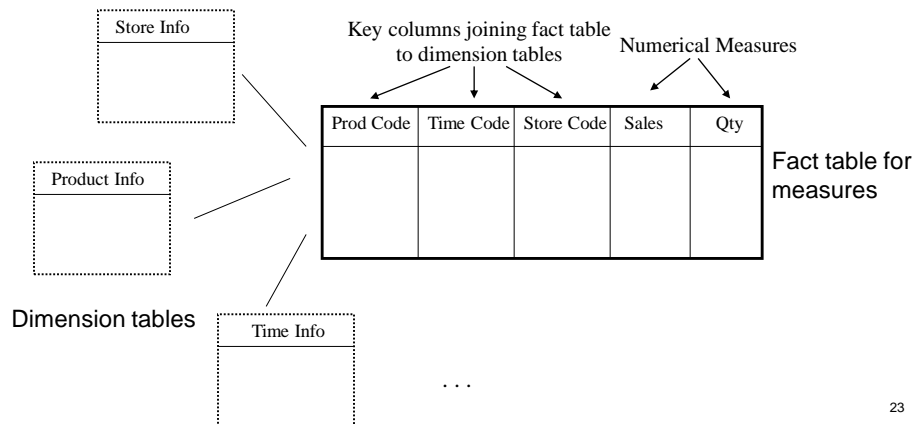 Store Info
Key columns joining fact table
to dimension tables
Numerical Measures
Prod Code Time Code Store Code Sales Qty
Fact table for
measures
Product Info
Dimension tables
Time Info
. . .
23